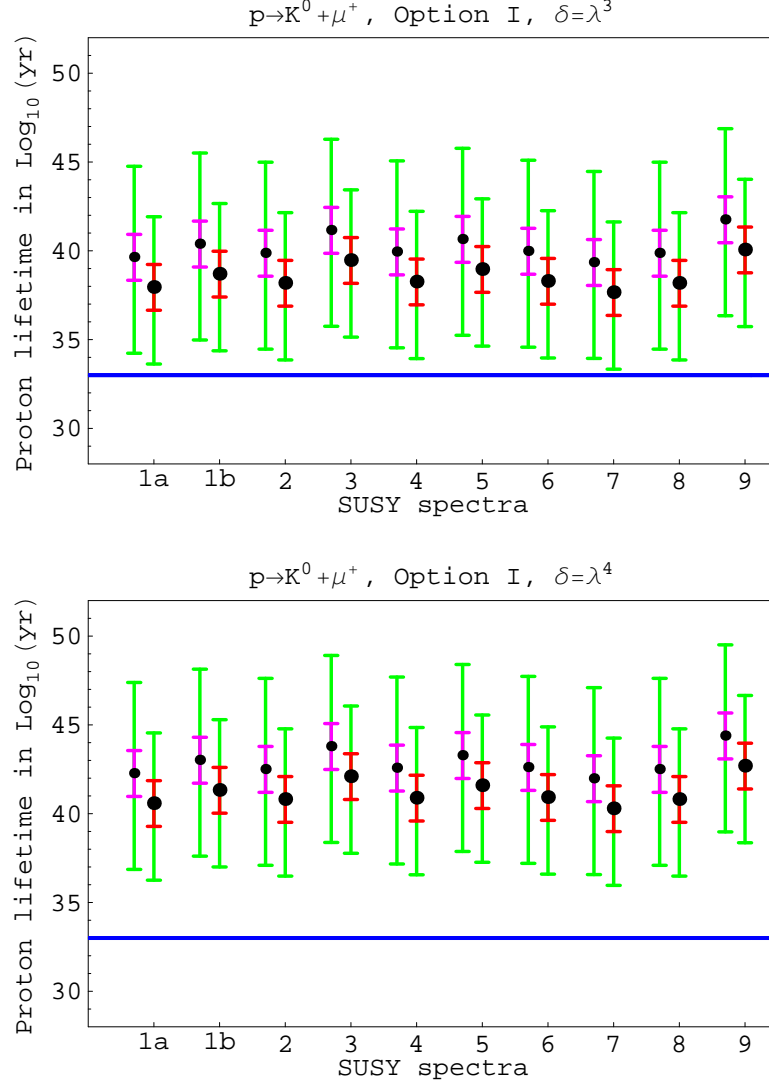 p→K⁰+μ⁺, Option I, δ=λ³
Proton lifetime in Log₁₀(yr)
50
45
40
35
30
1a 1b 2 3 4 5 6 7 8 9
SUSY spectra
p→K⁰+μ⁺, Option I, δ=λ⁴
Proton lifetime in Log₁₀(yr)
50
45
40
35
30
1a 1b 2 3 4 5 6 7 8 9
SUSY spectra